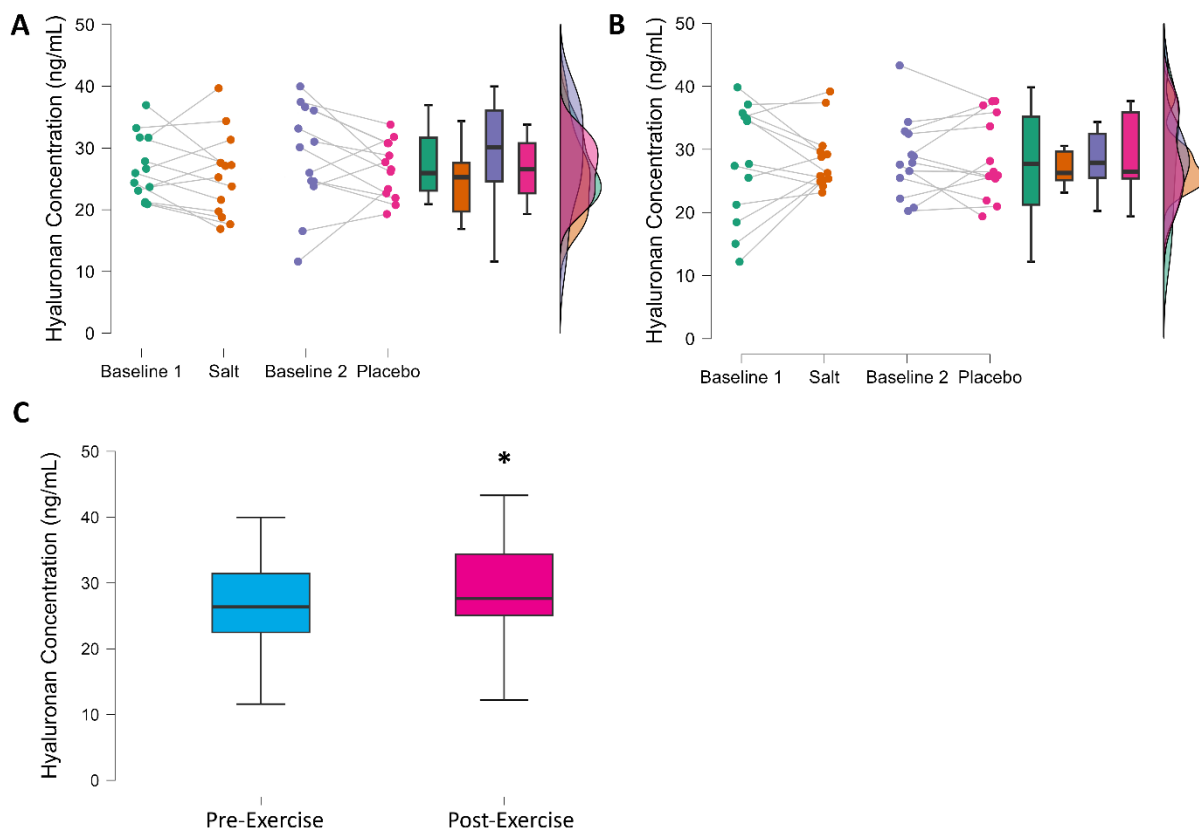 A
Hyaluronan Concentration (ng/mL)
50
40
30
20
10
0
Baseline 1
Salt
Baseline 2
Placebo
B
Hyaluronan Concentration (ng/mL)
50
40
30
20
10
0
Baseline 1
Salt
Baseline 2
Placebo
C
Hyaluronan Concentration (ng/mL)
50
40
30
20
10
0
*
Pre-Exercise
Post-Exercise